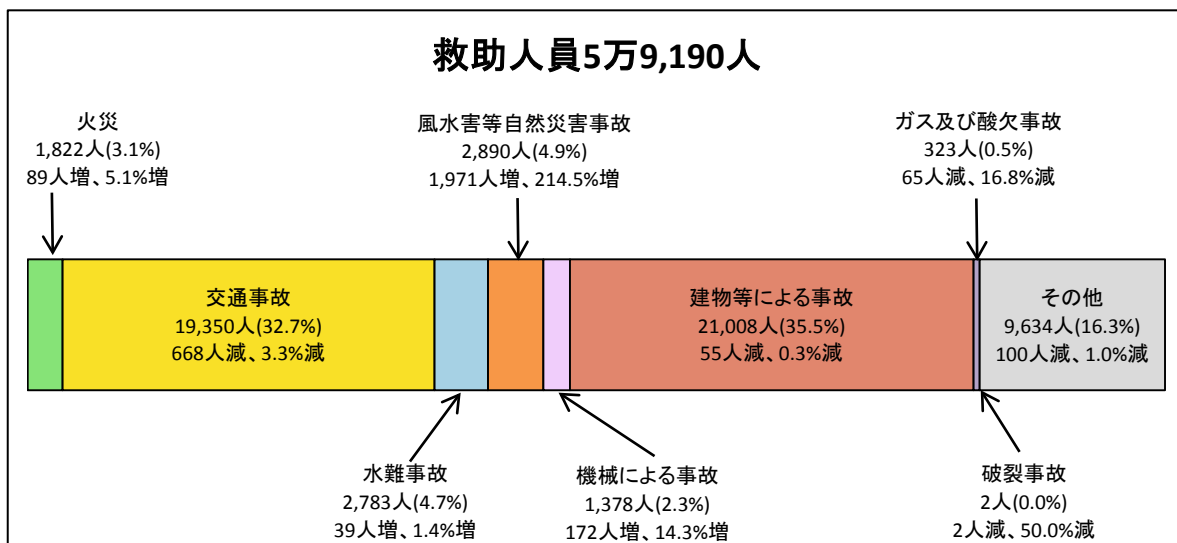 救助人員5万9,190人
火災
1,822人(3.1%)
89人増、5.1%増
風水害等自然災害事故
2,890人(4.9%)
1,971人増、214.5%増
ガス及び酸欠事故
323人(0.5%)
65人減、16.8%減
交通事故
19,350人(32.7%)
668人減、3.3%減
建物等による事故
21,008人(35.5%)
55人減、0.3%減
その他
9,634人(16.3%)
100人減、1.0%減
水難事故
2,783人(4.7%)
39人増、1.4%増
機械による事故
1,378人(2.3%)
172人増、14.3%増
破裂事故
2人(0.0%)
2人減、50.0%減